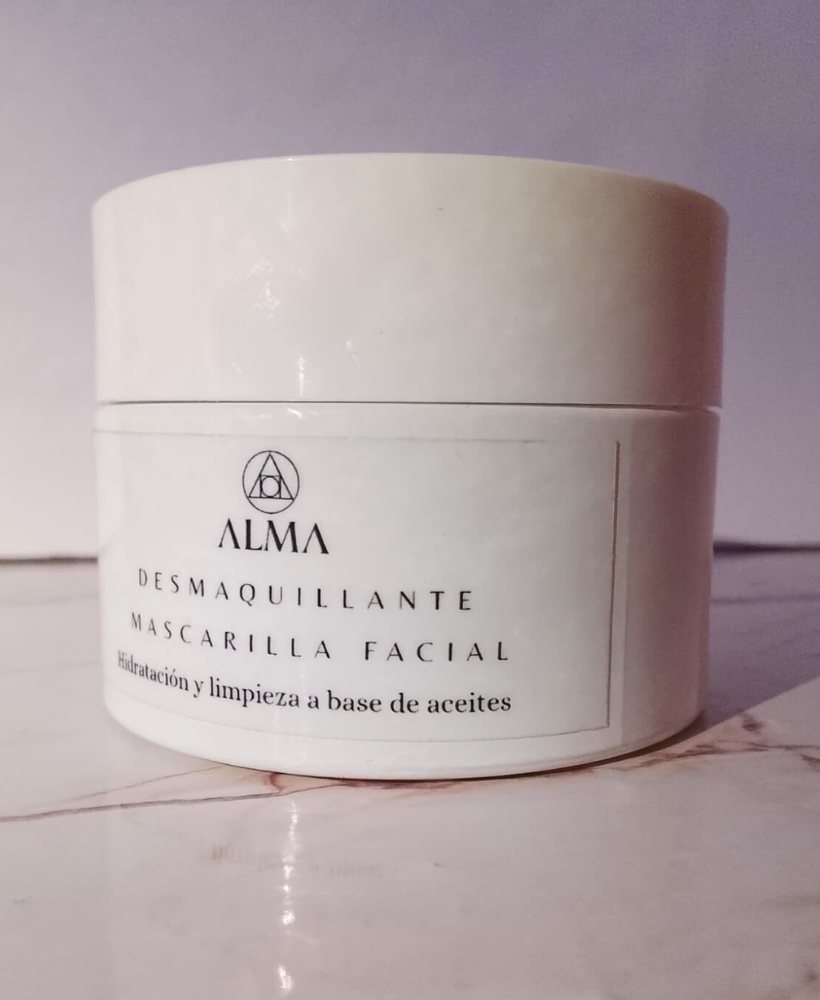 ALMA
DESMAQUILLANTE
MASCARILLA FACIAL
Hidratación y limpieza a base de aceites